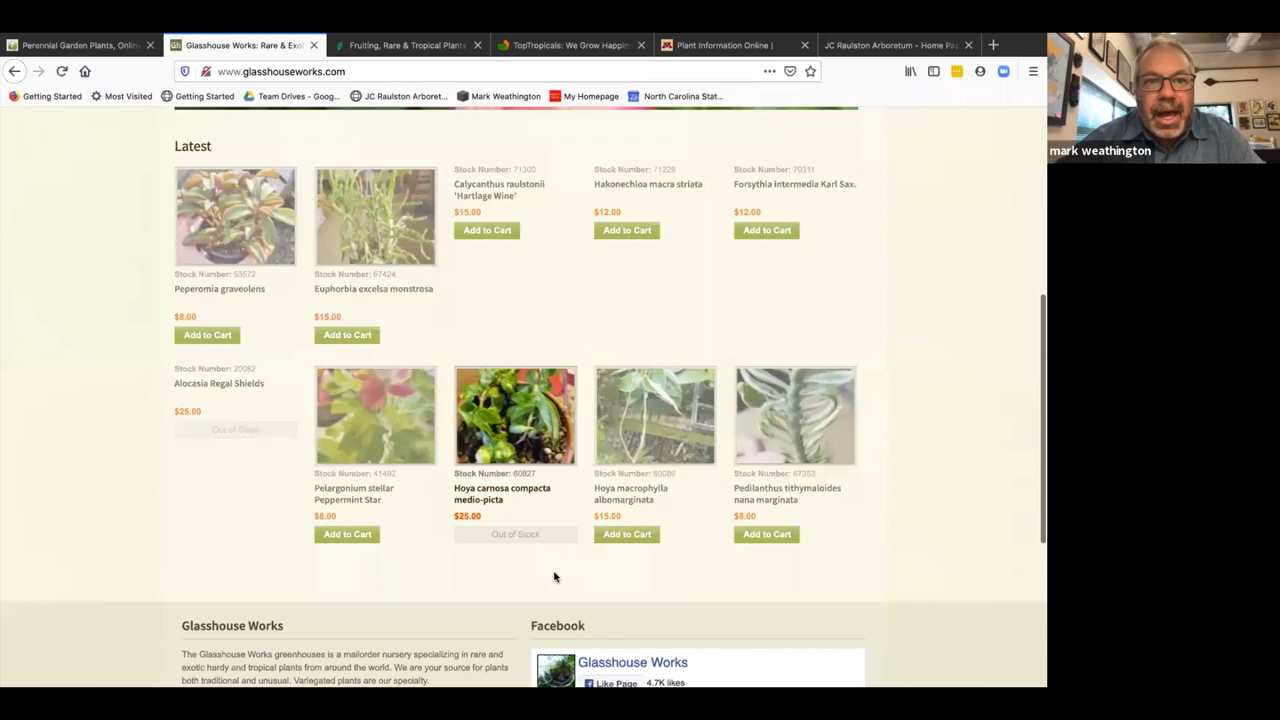 Perennial Garden Plants, Onlin
Glasshouse Works: Rare & Exot
Fruiting, Rare & Tropical Plants
TopTropicals: We Grow Happin
Plant Information Online |
JC Raulston Arboretum - Home Pa
www.glasshouseworks.com
Getting Started
Most Visited
Getting Started
Team Drives - Goog...
JC Raulston Arboret...
Mark Weathington
My Homepage
North Carolina Stat...
mark weathington
Latest
Stock Number: 53572
Peperomia graveolens
$8.00
Add to Cart
Stock Number: 67424
Euphorbia excelsa monstrosa
$15.00
Add to Cart
Stock Number: 71300
Calycanthus raulstonii
'Hartlage Wine'
$15.00
Add to Cart
Stock Number: 71229
Hakonechloa macra striata
$12.00
Add to Cart
Stock Number: 70311
Forsythia intermedia Karl Sax.
$12.00
Add to Cart
Stock Number: 20082
Alocasia Regal Shields
$25.00
Out of Stock
Stock Number: 41492
Pelargonium stellar
Peppermint Star
$8.00
Add to Cart
Stock Number: 60827
Hoya carnosa compacta
medio-picta
$25.00
Out of Stock
Stock Number: 60089
Hoya macrophylla
albomarginata
$15.00
Add to Cart
Stock Number: 67353
Pedilanthus tithymaloides
nana marginata
$8.00
Add to Cart
Glasshouse Works
The Glasshouse Works greenhouses is a mailorder nursery specializing in rare and
exotic hardy and tropical plants from around the world. We are your source for plants
both traditional and unusual. Variegated plants are our specialty.
Facebook
Glasshouse Works
Like Page
4.7K likes